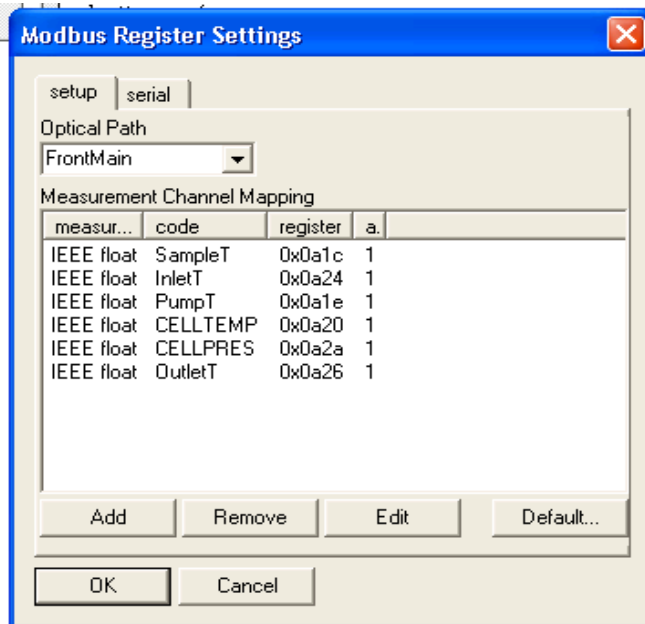 Modbus Register Settings
setup serial
Optical Path
FrontMain
Measurement Channel Mapping
measur... code register a.
IEEE float SampleT 0x0a1c 1
IEEE float InletT 0x0a24 1
IEEE float PumpT 0x0a1e 1
IEEE float CELLTEMP 0x0a20 1
IEEE float CELLPRES 0x0a2a 1
IEEE float OutletT 0x0a26 1
Add Remove Edit Default...
OK Cancel